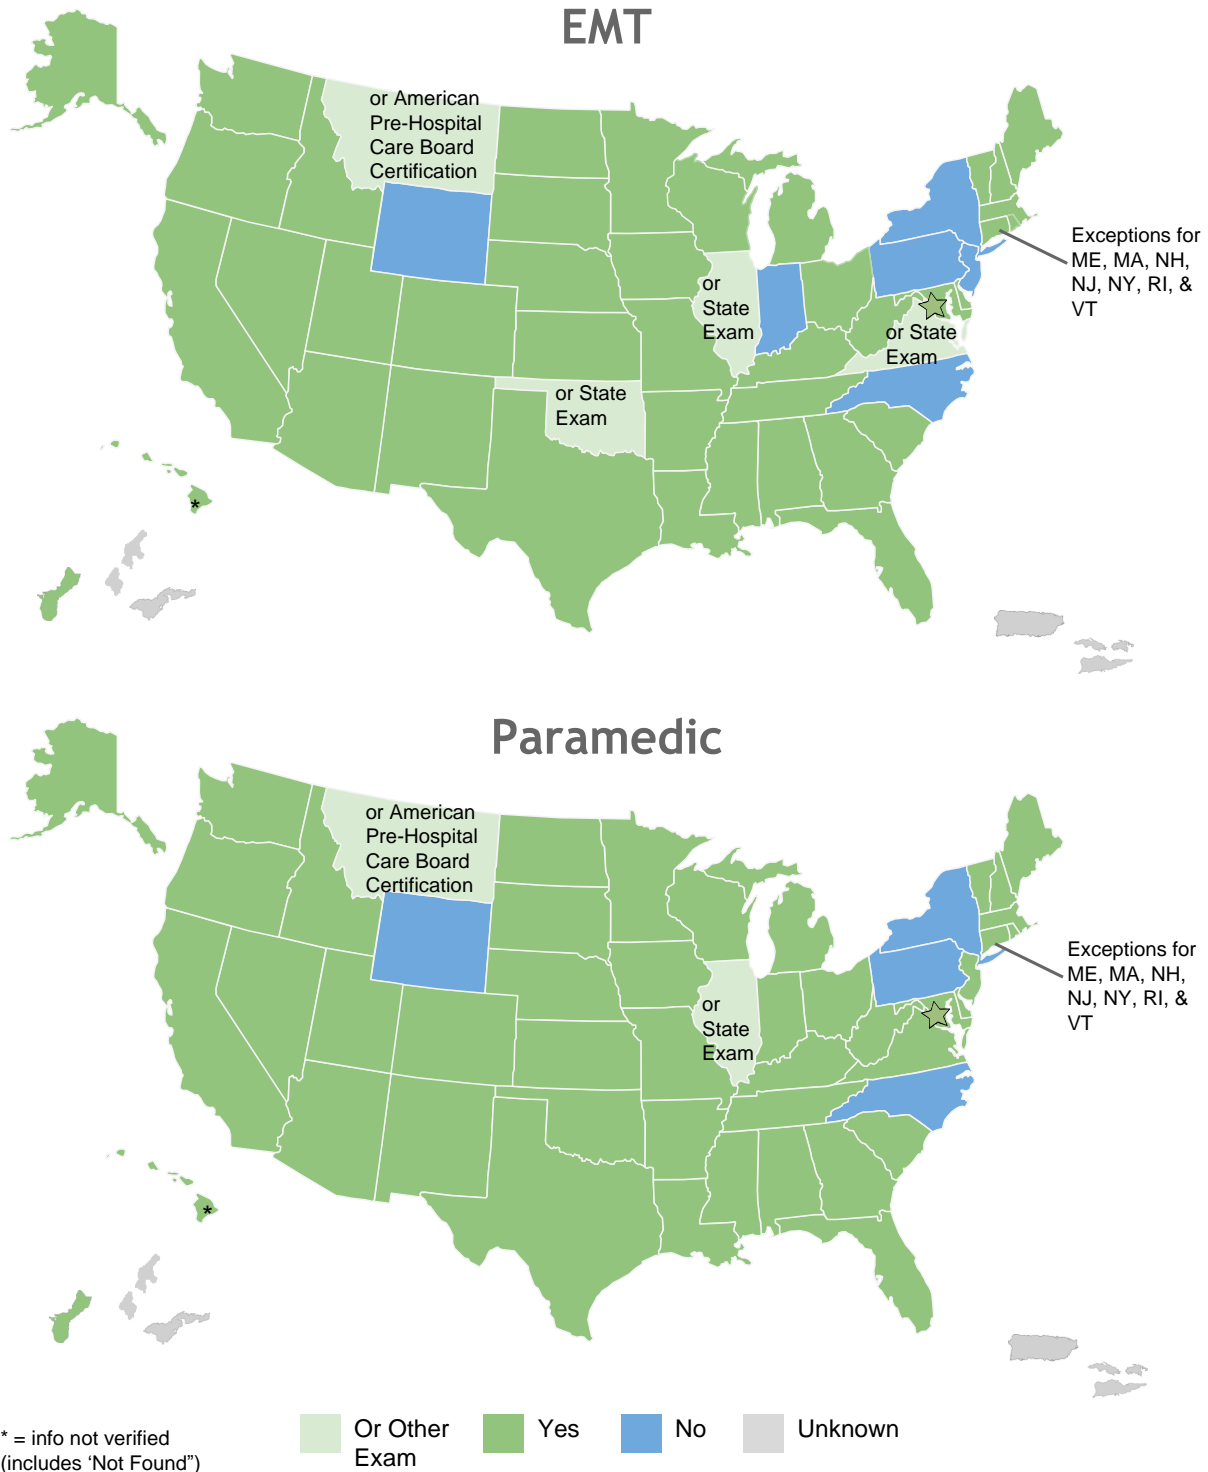 EMT
or American
Pre-Hospital
Care Board
Certification
Exceptions for
ME, MA, NH,
NJ, NY, RI, &
VT
or
State
Exam
or State
Exam
or State
Exam
*
Paramedic
or American
Pre-Hospital
Care Board
Certification
Exceptions for
ME, MA, NH,
NJ, NY, RI, &
VT
or
State
Exam
*
* = info not verified
(includes ‘Not Found”)
Or Other
Exam
Yes
No
Unknown